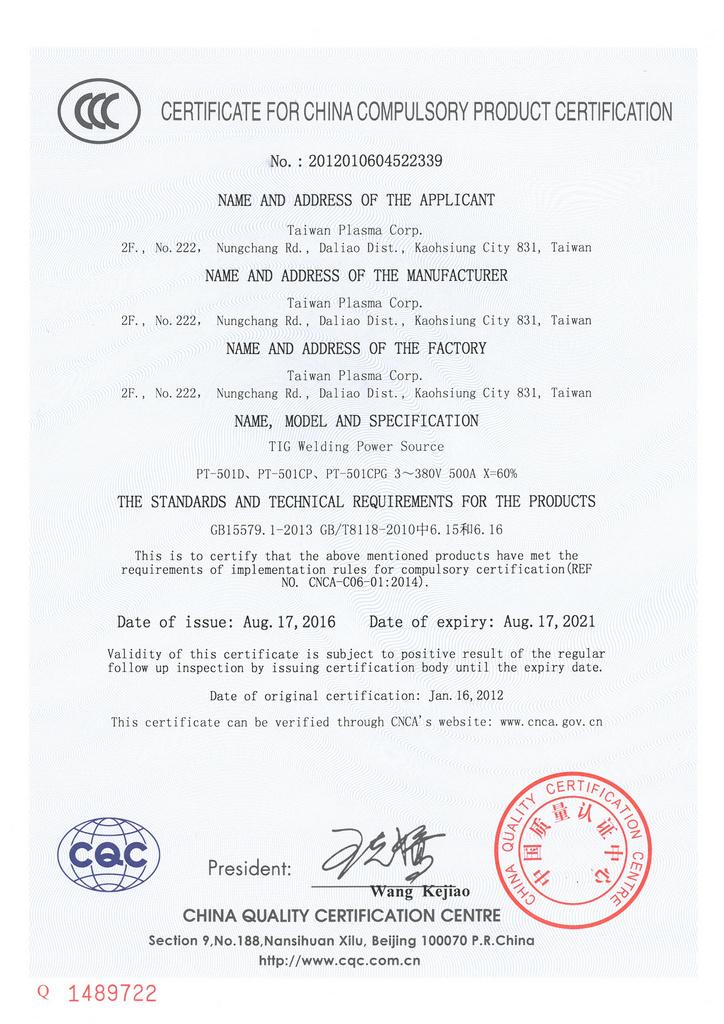 CERTIFICATE FOR CHINA COMPULSORY PRODUCT CERTIFICATION
No.: 2012010604522339
NAME AND ADDRESS OF THE APPLICANT
Taiwan Plasma Corp.
2F., No.222, Nungchang Rd., Daliao Dist., Kaohsiung City 831, Taiwan
NAME AND ADDRESS OF THE MANUFACTURER
Taiwan Plasma Corp.
2F., No.222, Nungchang Rd., Daliao Dist., Kaohsiung City 831, Taiwan
NAME AND ADDRESS OF THE FACTORY
Taiwan Plasma Corp.
2F., No.222, Nungchang Rd., Daliao Dist., Kaohsiung City 831, Taiwan
NAME, MODEL AND SPECIFICATION
TIG Welding Power Source
PT-501D、PT-501CP、PT-501CPG 3～380V 500A X=60%
THE STANDARDS AND TECHNICAL REQUIREMENTS FOR THE PRODUCTS
GB15579.1-2013 GB/T8118-2010中6.15和6.16
This is to certify that the above mentioned products have met the
requirements of implementation rules for compulsory certification(REF
NO. CNCA-C06-01:2014).
Date of issue: Aug.17,2016 Date of expiry: Aug.17,2021
Validity of this certificate is subject to positive result of the regular
follow up inspection by issuing certification body until the expiry date.
Date of original certification: Jan.16,2012
This certificate can be verified through CNCA's website: www.cnca.gov.cn
CHINA QUALITY CERTIFICATION CENTRE
中国质量认证中心
CQC
President:
Wang Kejiao
CHINA QUALITY CERTIFICATION CENTRE
Section 9,No.188,Nansihuan Xilu, Beijing 100070 P.R.China
http://www.cqc.com.cn
Q 1489722